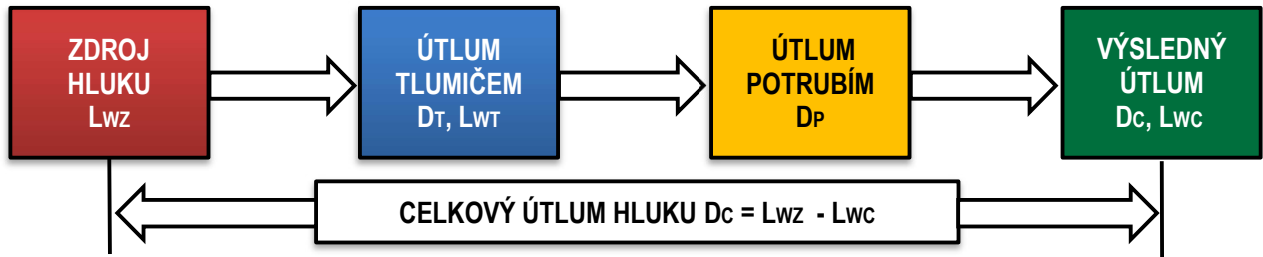 ZDROJ
HLUKU
LWZ
ÚTLUM
TLUMIČEM
DT, LWT
ÚTLUM
POTRUBÍM
DP
VÝSLEDNÝ
ÚTLUM
DC, LWC
CELKOVÝ ÚTLUM HLUKU DC = LWZ - LWC